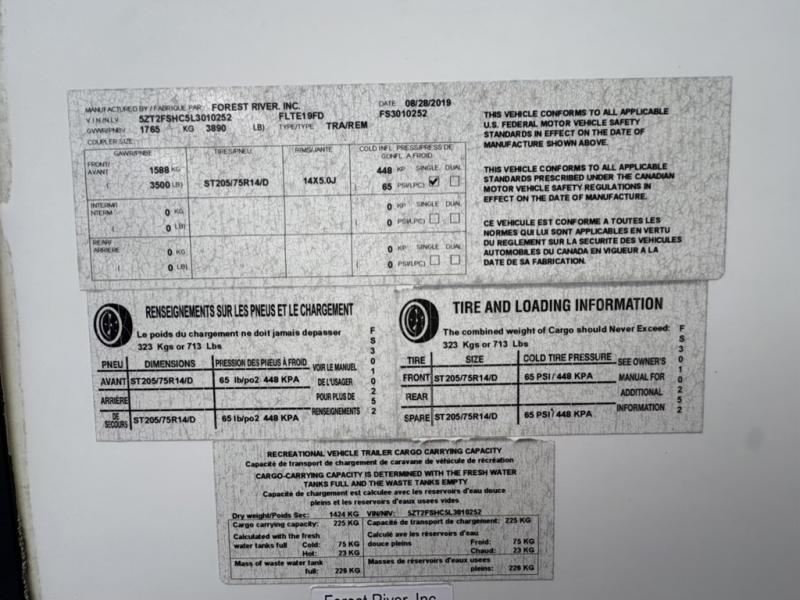 MANUFACTURED BY / FABRIQUE PAR: FOREST RIVER, INC. DATE 08/28/2019
V.I.N./N.I.V. 5ZT2FSHC5L3010252 FLTE19FD FS3010252
GVWR/PNBV 1765 KG 3890 LB) TYPE/TYPE TRA/REM
COUPLER SIZE
GAWR/PNBE TIRES/PNEU RIMS/JANTE COLD INFL PRESS/PRESS DE GONFL A FROID
FRONT/ AVANT 1588 KG 448 KP SINGLE DUAL
( 3500 LB) ST205/75R14/D 14X5.0J 65 PSI/LPC)
INTERM/ INTERM 0 KG 0 KP SINGLE DUAL
( 0 LB) 0 PSI/LPC)
REAR/ ARRIERE 0 KG 0 KP SINGLE DUAL
( 0 LB) 0 PSI/LPC)
THIS VEHICLE CONFORMS TO ALL APPLICABLE
U.S. FEDERAL MOTOR VEHICLE SAFETY
STANDARDS IN EFFECT ON THE DATE OF
MANUFACTURE SHOWN ABOVE.
THIS VEHICLE CONFORMS TO ALL APPLICABLE
STANDARDS PRESCRIBED UNDER THE CANADIAN
MOTOR VEHICLE SAFETY REGULATIONS IN
EFFECT ON THE DATE OF MANUFACTURE.
CE VEHICULE EST CONFORME A TOUTES LES
NORMES QUI LUI SONT APPLICABLES EN VERTU
DU REGLEMENT SUR LA SECURITE DES VEHICULES
AUTOMOBILES DU CANADA EN VIGUEUR A LA
DATE DE SA FABRICATION.
RENSEIGNEMENTS SUR LES PNEUS ET LE CHARGEMENT
Le poids du chargement ne doit jamais depasser
323 Kgs or 713 Lbs
PNEU DIMENSIONS PRESSION DES PNEUS À FROID VOIR LE MANUEL
AVANT ST205/75R14/D 65 lb/po2 448 KPA DE L'USAGER
ARRIÈRE POUR PLUS DE
DE SECOURS ST205/75R14/D 65 lb/po2 448 KPA RENSEIGNEMENTS
FS3010252
TIRE AND LOADING INFORMATION
The combined weight of Cargo should Never Exceed:
323 Kgs or 713 Lbs
TIRE SIZE COLD TIRE PRESSURE SEE OWNER'S
FRONT ST205/75R14/D 65 PSI/ 448 KPA MANUAL FOR
REAR ADDITIONAL
SPARE ST205/75R14/D 65 PSI/ 448 KPA INFORMATION
FS3010252
RECREATIONAL VEHICLE TRAILER CARGO CARRYING CAPACITY
Capacité de transport de chargement de caravane de véhicule de récréation
CARGO-CARRYING CAPACITY IS DETERMINED WITH THE FRESH WATER
TANKS FULL AND THE WASTE TANKS EMPTY
Capacité de chargement est calculee avec les reservoirs d'eau douce
pleins et les reservoirs d'eaux usees vides.
Dry weight/Poids Sec: 1424 KG VIN/NIV: 5ZT2FSHC5L3010252
Cargo carrying capacity: 225 KG Capacité de transport de chargement: 225 KG
Calculated with the fresh Calculé ave les réservoirs d'eau
water tanks full Cold: 75 KG douce pleins Froid: 75 KG
Hot: 23 KG Chaud: 23 KG
Mass of waste water tank Masses de réservoirs d'eaux usees
full: 226 KG pleins: 226 KG
Forest River, Inc.